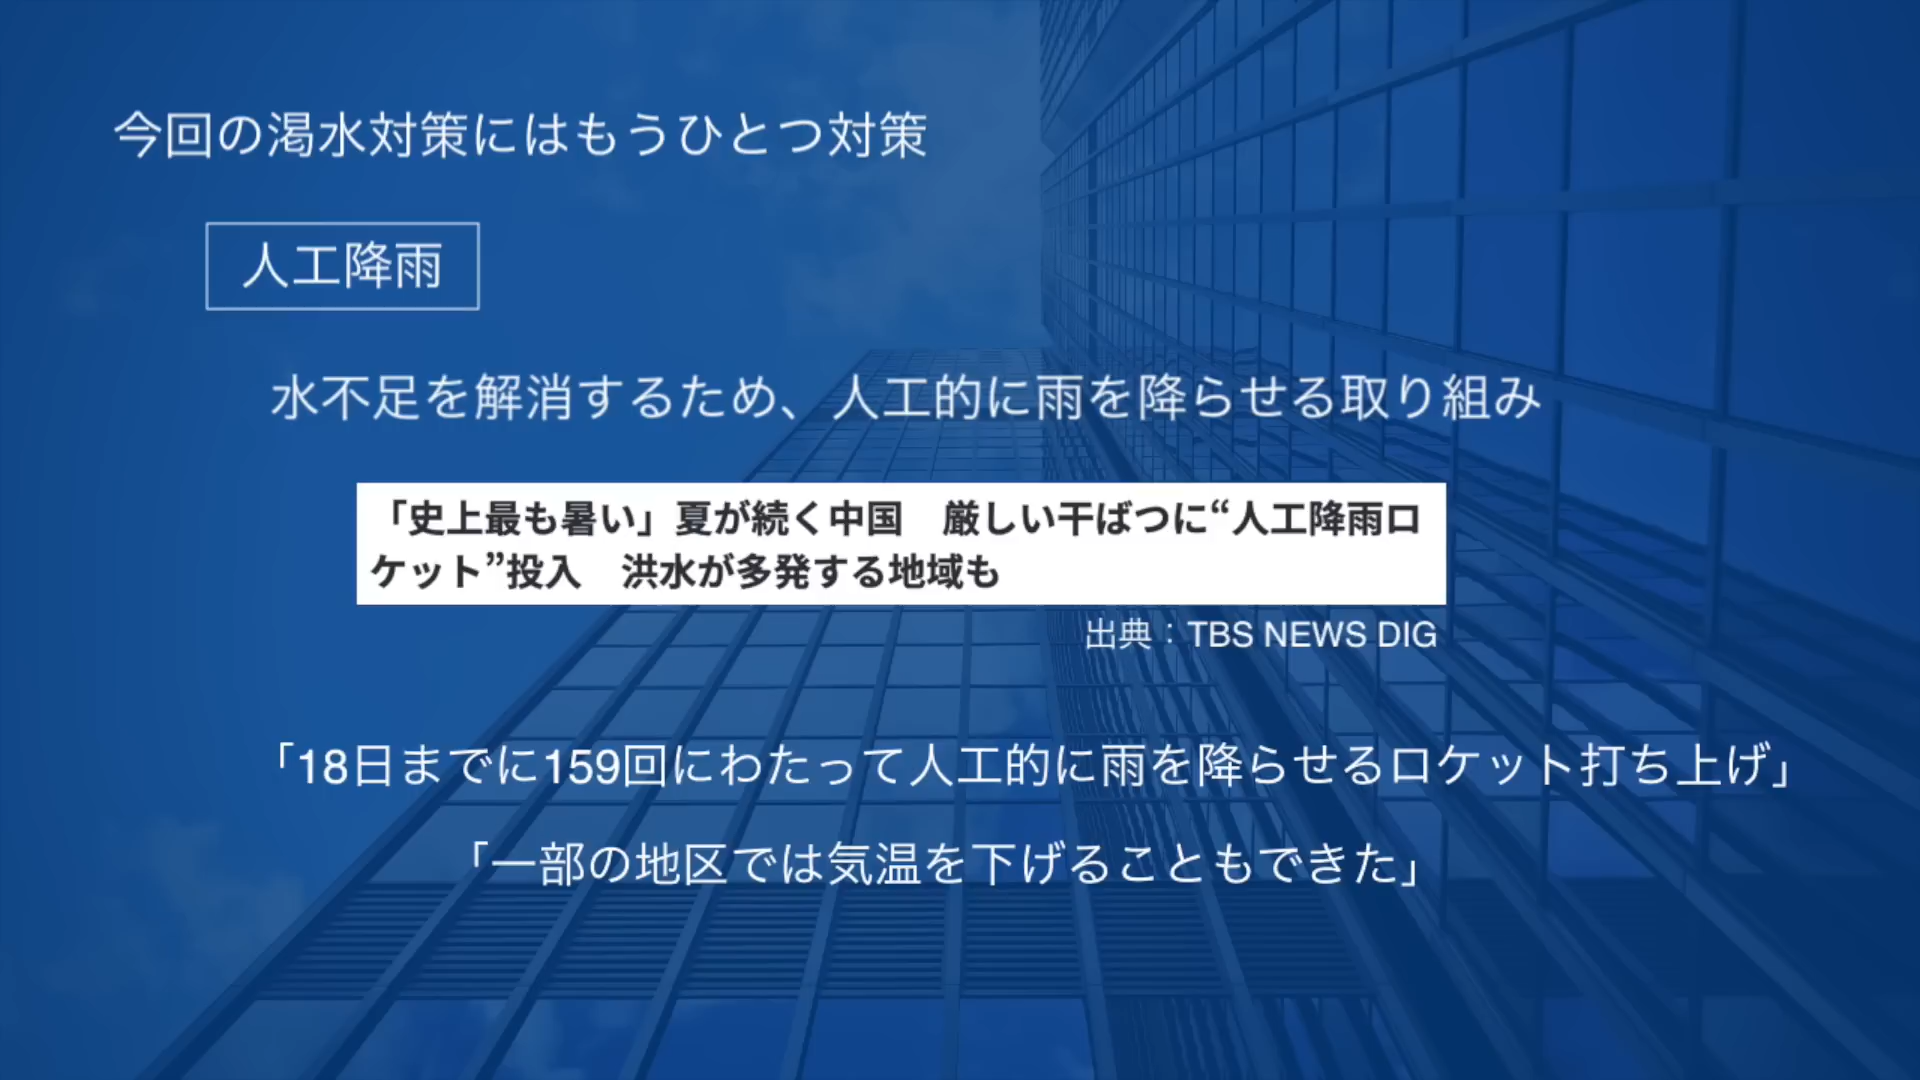 今回の渇水対策にはもうひとつ対策
人工降雨
水不足を解消するため、人工的に雨を降らせる取り組み
「史上最も暑い」夏が続く中国　厳しい干ばつに“人工降雨ロ
ケット”投入　洪水が多発する地域も
出典：TBS NEWS DIG
「18日までに159回にわたって人工的に雨を降らせるロケット打ち上げ」
「一部の地区では気温を下げることもできた」